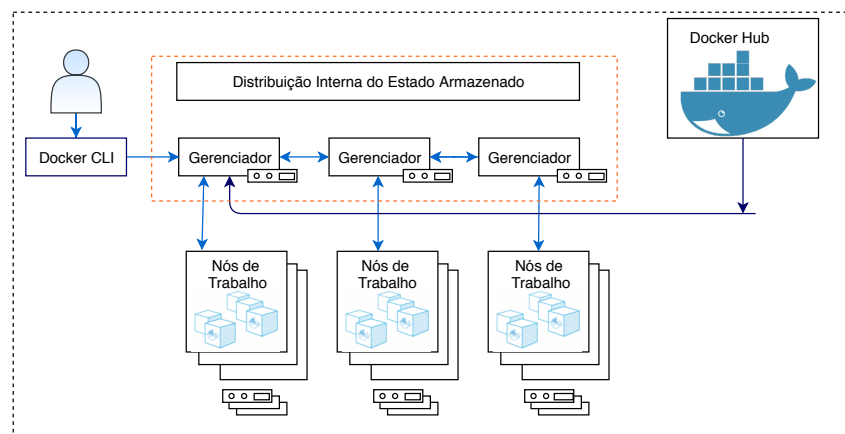 Docker Hub
Distribuição Interna do Estado Armazenado
Docker CLI
Gerenciador
Gerenciador
Gerenciador
Nós de
Trabalho
Nós de
Trabalho
Nós de
Trabalho